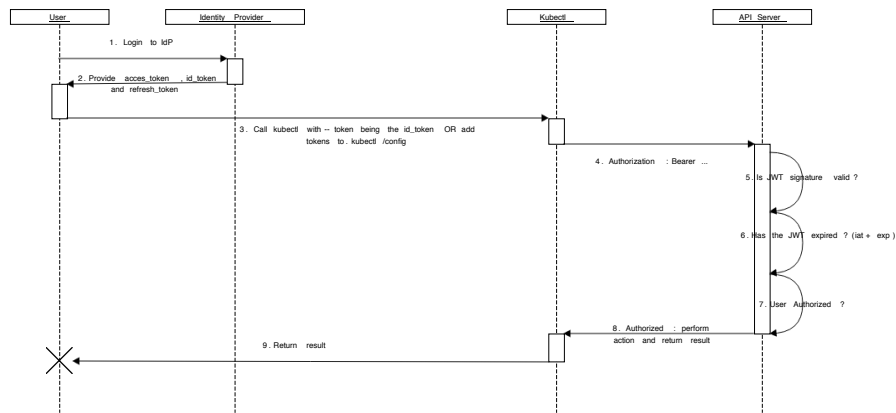 User
Identity Provider
Kubectl
API Server
1. Login to IdP
2. Provide acces_token , id_token
and refresh_token
3. Call kubectl with -- token being the id_token OR add
tokens to . kubectl /config
4. Authorization : Bearer ...
5. Is JWT signature valid ?
6. Has the JWT expired ? (iat + exp )
7. User Authorized ?
8. Authorized : perform
action and return result
9. Return result